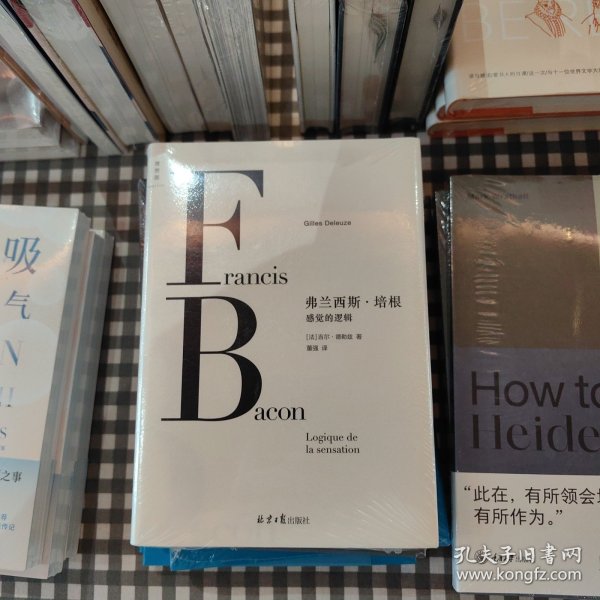 Gilles Deleuze
Francis
Bacon
弗兰西斯·培根
感觉的逻辑
[法]吉尔·德勒兹 著
董强 译
Logique de
la sensation
北京日报出版社
吸
气
N
H
S
之事
How to
Heide
“此在，有所领会地
有所作为。”
BE
孔夫子旧书网
www.kongfz.com